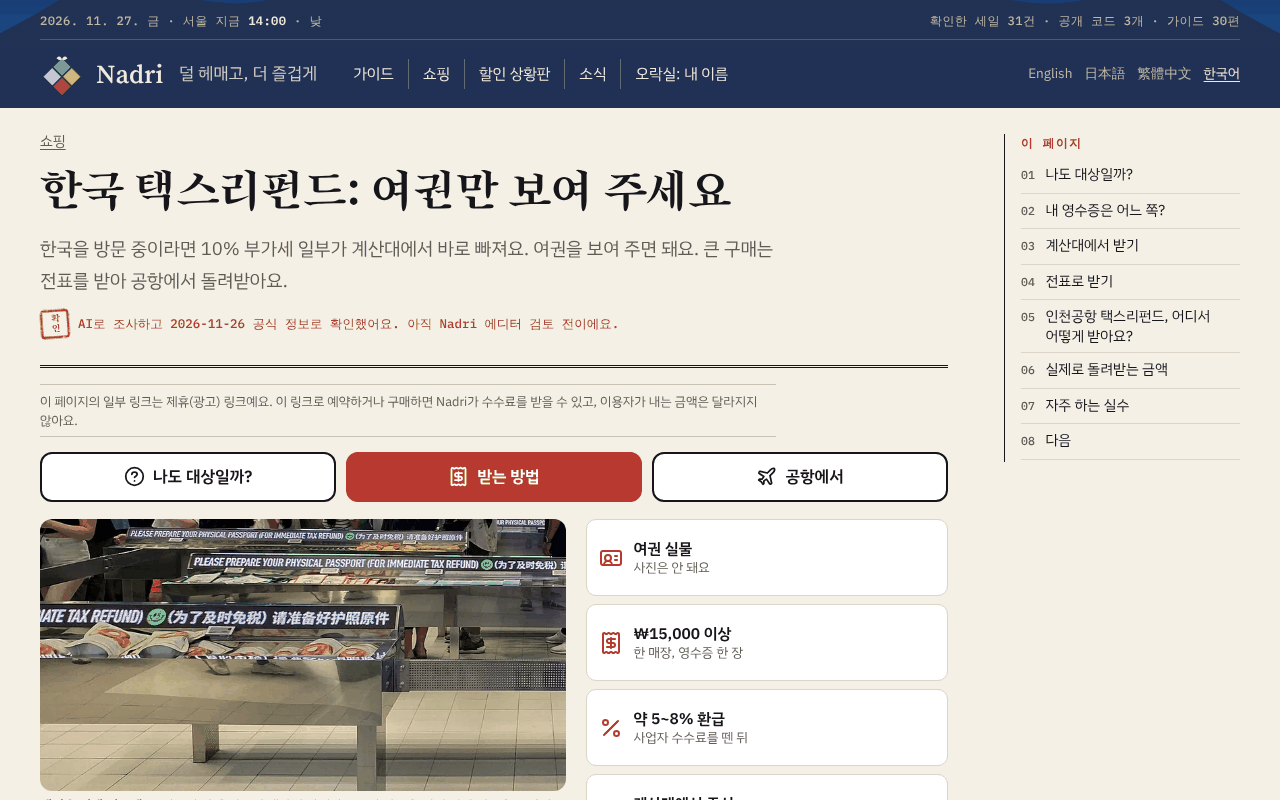 2026. 11. 27. 금 · 서울 지금 14:00 · 낮
확인한 세일 31건 · 공개 코드 3개 · 가이드 30편
Nadri 덜 헤매고, 더 즐겁게
가이드 쇼핑 할인 상황판 소식 오락실: 내 이름
English 日本語 繁體中文 한국어
쇼핑
한국 택스리펀드: 여권만 보여 주세요
한국을 방문 중이라면 10% 부가세 일부가 계산대에서 바로 빠져요. 여권을 보여 주면 돼요. 큰 구매는
전표를 받아 공항에서 돌려받아요.
확인
AI로 조사하고 2026-11-26 공식 정보로 확인했어요. 아직 Nadri 에디터 검토 전이에요.
이 페이지의 일부 링크는 제휴(광고) 링크예요. 이 링크로 예약하거나 구매하면 Nadri가 수수료를 받을 수 있고, 이용자가 내는 금액은 달라지지
않아요.
나도 대상일까?
받는 방법
공항에서
PLEASE PREPARE YOUR PHYSICAL PASSPORT (FOR IMMEDIATE TAX REFUND) (为了及时免税) 请准备好护照原件
PLEASE PREPARE YOUR PHYSICAL PASSPORT (FOR IMMEDIATE TAX REFUND) (为了及时免税)
IATE TAX REFUND) (为了及时免税) 请准备好护照原件
여권 실물
사진은 안 돼요
₩15,000 이상
한 매장, 영수증 한 장
약 5~8% 환급
사업자 수수료를 뗀 뒤
이 페이지
01 나도 대상일까?
02 내 영수증은 어느 쪽?
03 계산대에서 받기
04 전표로 받기
05 인천공항 택스리펀드, 어디서
어떻게 받아요?
06 실제로 돌려받는 금액
07 자주 하는 실수
08 다음